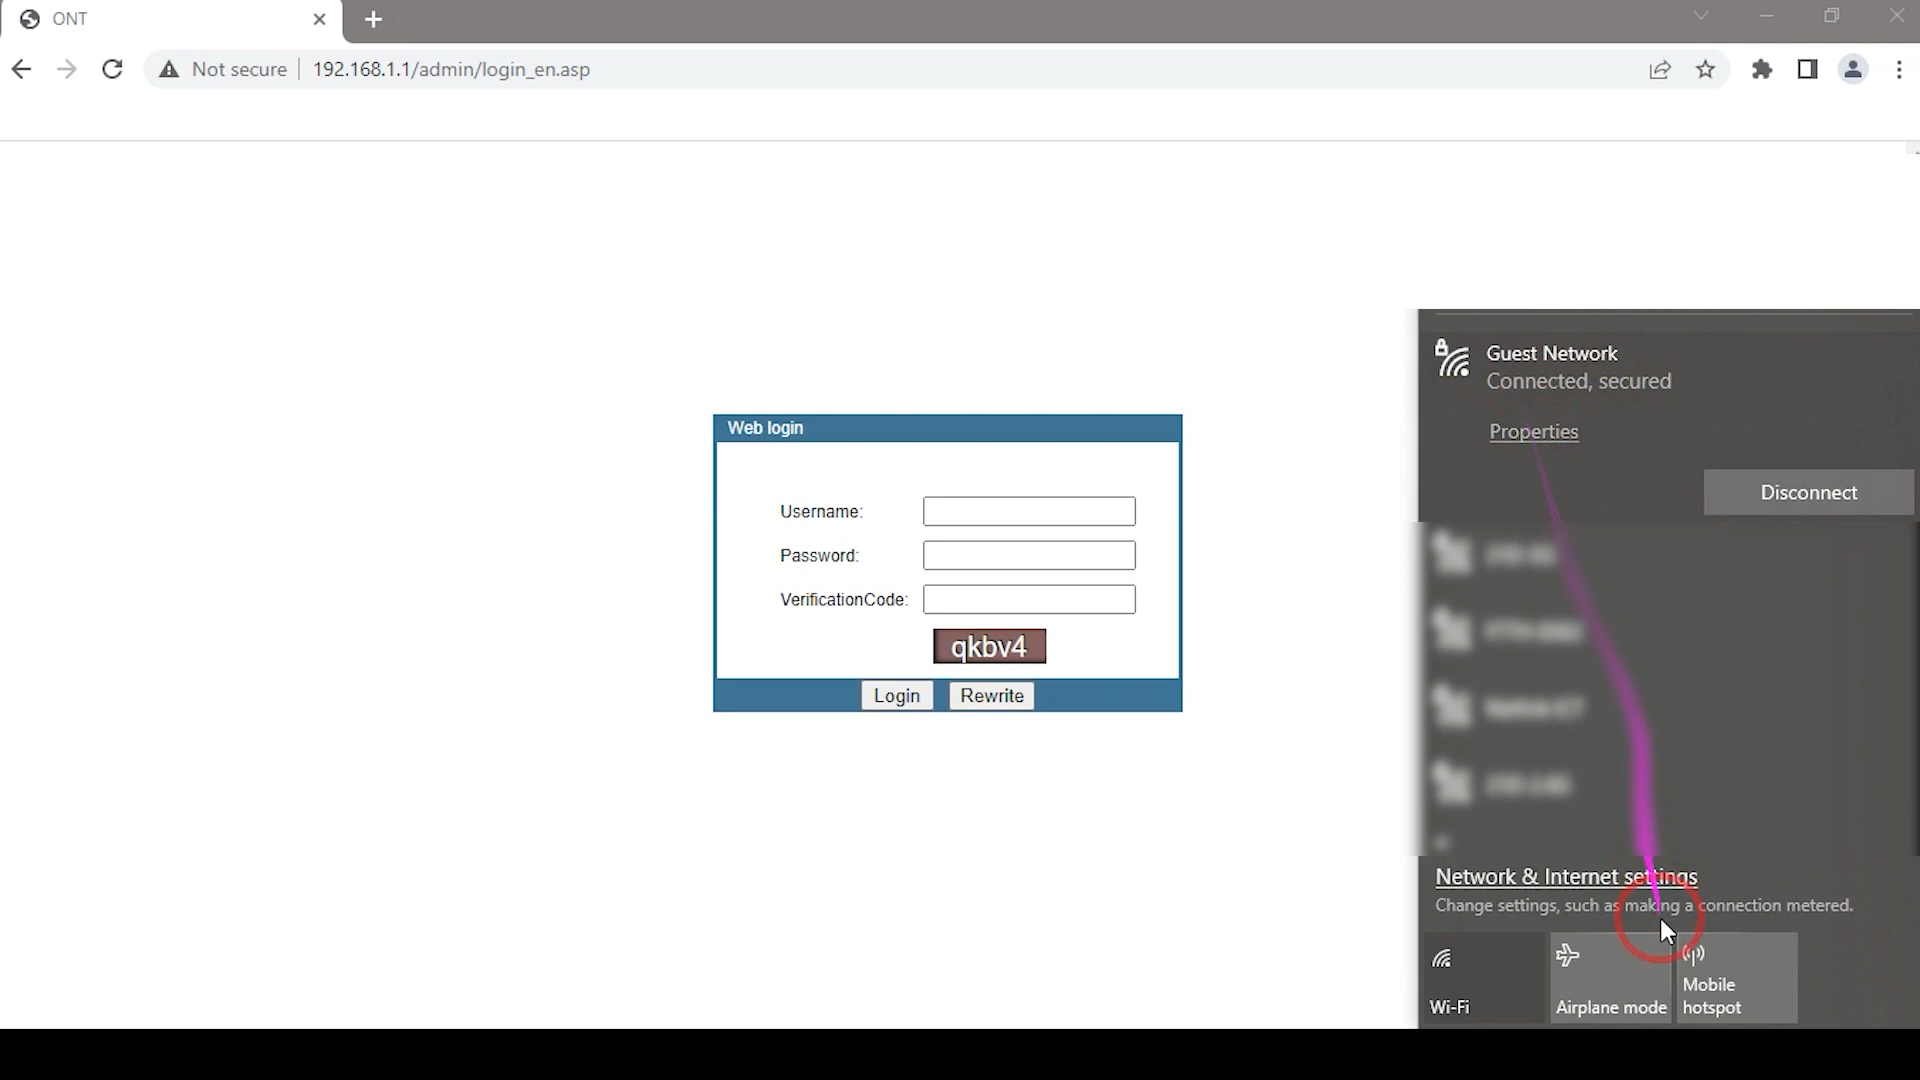 ONT
Not secure
192.168.1.1/admin/login_en.asp
Web login
Username:
Password:
VerificationCode:
qkbv4
Login
Rewrite
Guest Network
Connected, secured
Properties
Disconnect
Network & Internet settings
Change settings, such as making a connection metered.
Wi-Fi
Airplane mode
Mobile
hotspot